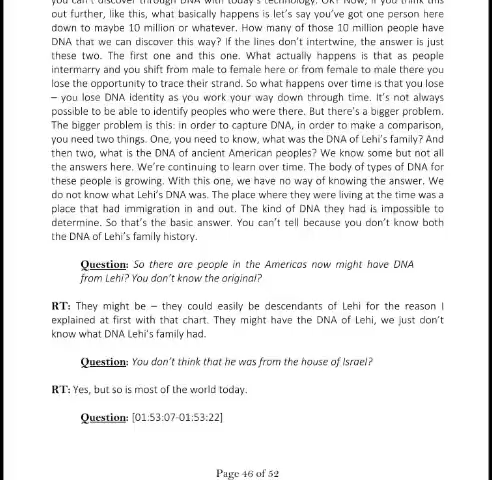 you can't discover through DNA with today's technology. OK? Now, if you think this
out further, like this, what basically happens is let's say you've got one person here
down to maybe 10 million or whatever. How many of those 10 million people have
DNA that we can discover this way? If the lines don't intertwine, the answer is just
these two. The first one and this one. What actually happens is that as people
intermarry and you shift from male to female here or from female to male there you
lose the opportunity to trace their strand. So what happens over time is that you lose
– you lose DNA identity as you work your way down through time. It's not always
possible to be able to identify peoples who were there. But there's a bigger problem.
The bigger problem is this: in order to capture DNA, in order to make a comparison,
you need two things. One, you need to know, what was the DNA of Lehi's family? And
then two, what is the DNA of ancient American peoples? We know some but not all
the answers here. We're continuing to learn over time. The body of types of DNA for
these people is growing. With this one, we have no way of knowing the answer. We
do not know what Lehi's DNA was. The place where they were living at the time was a
place that had immigration in and out. The kind of DNA they had is impossible to
determine. So that's the basic answer. You can't tell because you don't know both
the DNA of Lehi's family history.
Question: So there are people in the Americas now might have DNA
from Lehi? You don't know the original?
RT: They might be – they could easily be descendants of Lehi for the reason I
explained at first with that chart. They might have the DNA of Lehi, we just don't
know what DNA Lehi's family had.
Question: You don't think that he was from the house of Israel?
RT: Yes, but so is most of the world today.
Question: [01:53:07-01:53:22]
Page 46 of 52